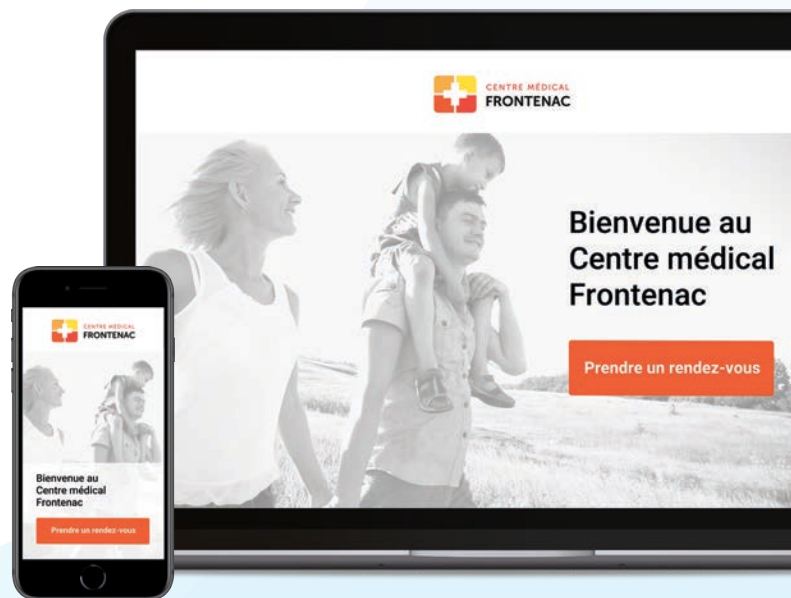 CENTRE MÉDICAL
FRONTENAC
Bienvenue au
Centre médical
Frontenac
Prendre un rendez-vous
CENTRE MÉDICAL
FRONTENAC
Bienvenue au
Centre médical
Frontenac
Prendre un rendez-vous